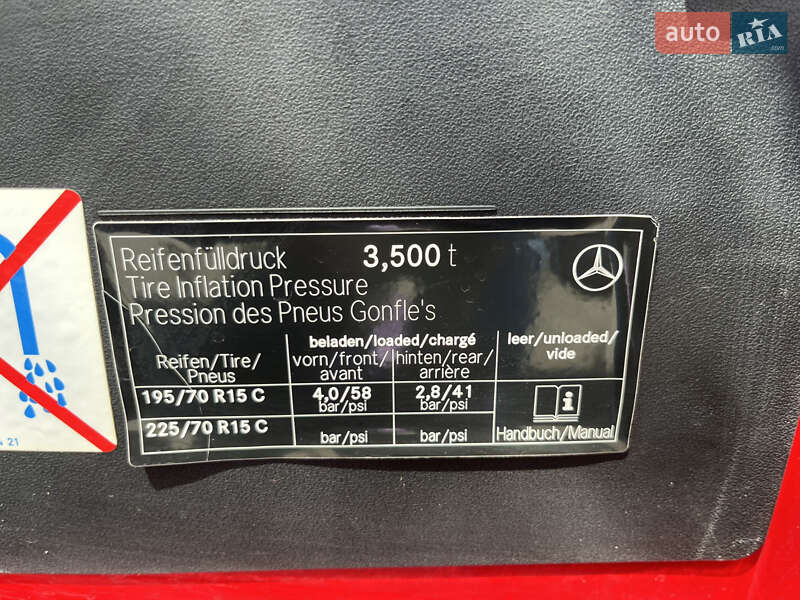 auto RIA .com
Reifenfülldruck 3,500 t
Tire Inflation Pressure
Pression des Pneus Gonfle's
beladen/loaded/chargé leer/unloaded/
vide
Reifen/Tire/
Pneus
vorn/front/
avant
hinten/rear/
arrière
195/70 R15 C 4,0/58 2,8/41
bar/psi bar/psi
225/70 R15 C
bar/psi bar/psi
Handbuch/Manual
21